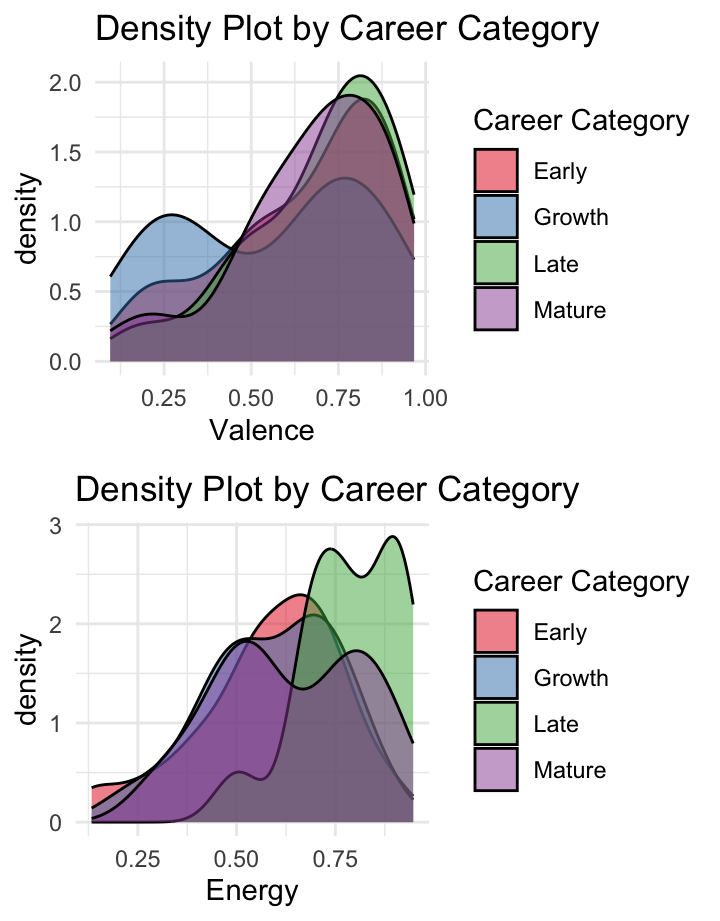 Density Plot by Career Category
2.0
1.5
1.0
0.5
0.0
density
0.25 0.50 0.75 1.00
Valence
Career Category
Early
Growth
Late
Mature
Density Plot by Career Category
3
2
1
0
density
0.25 0.50 0.75
Energy
Career Category
Early
Growth
Late
Mature